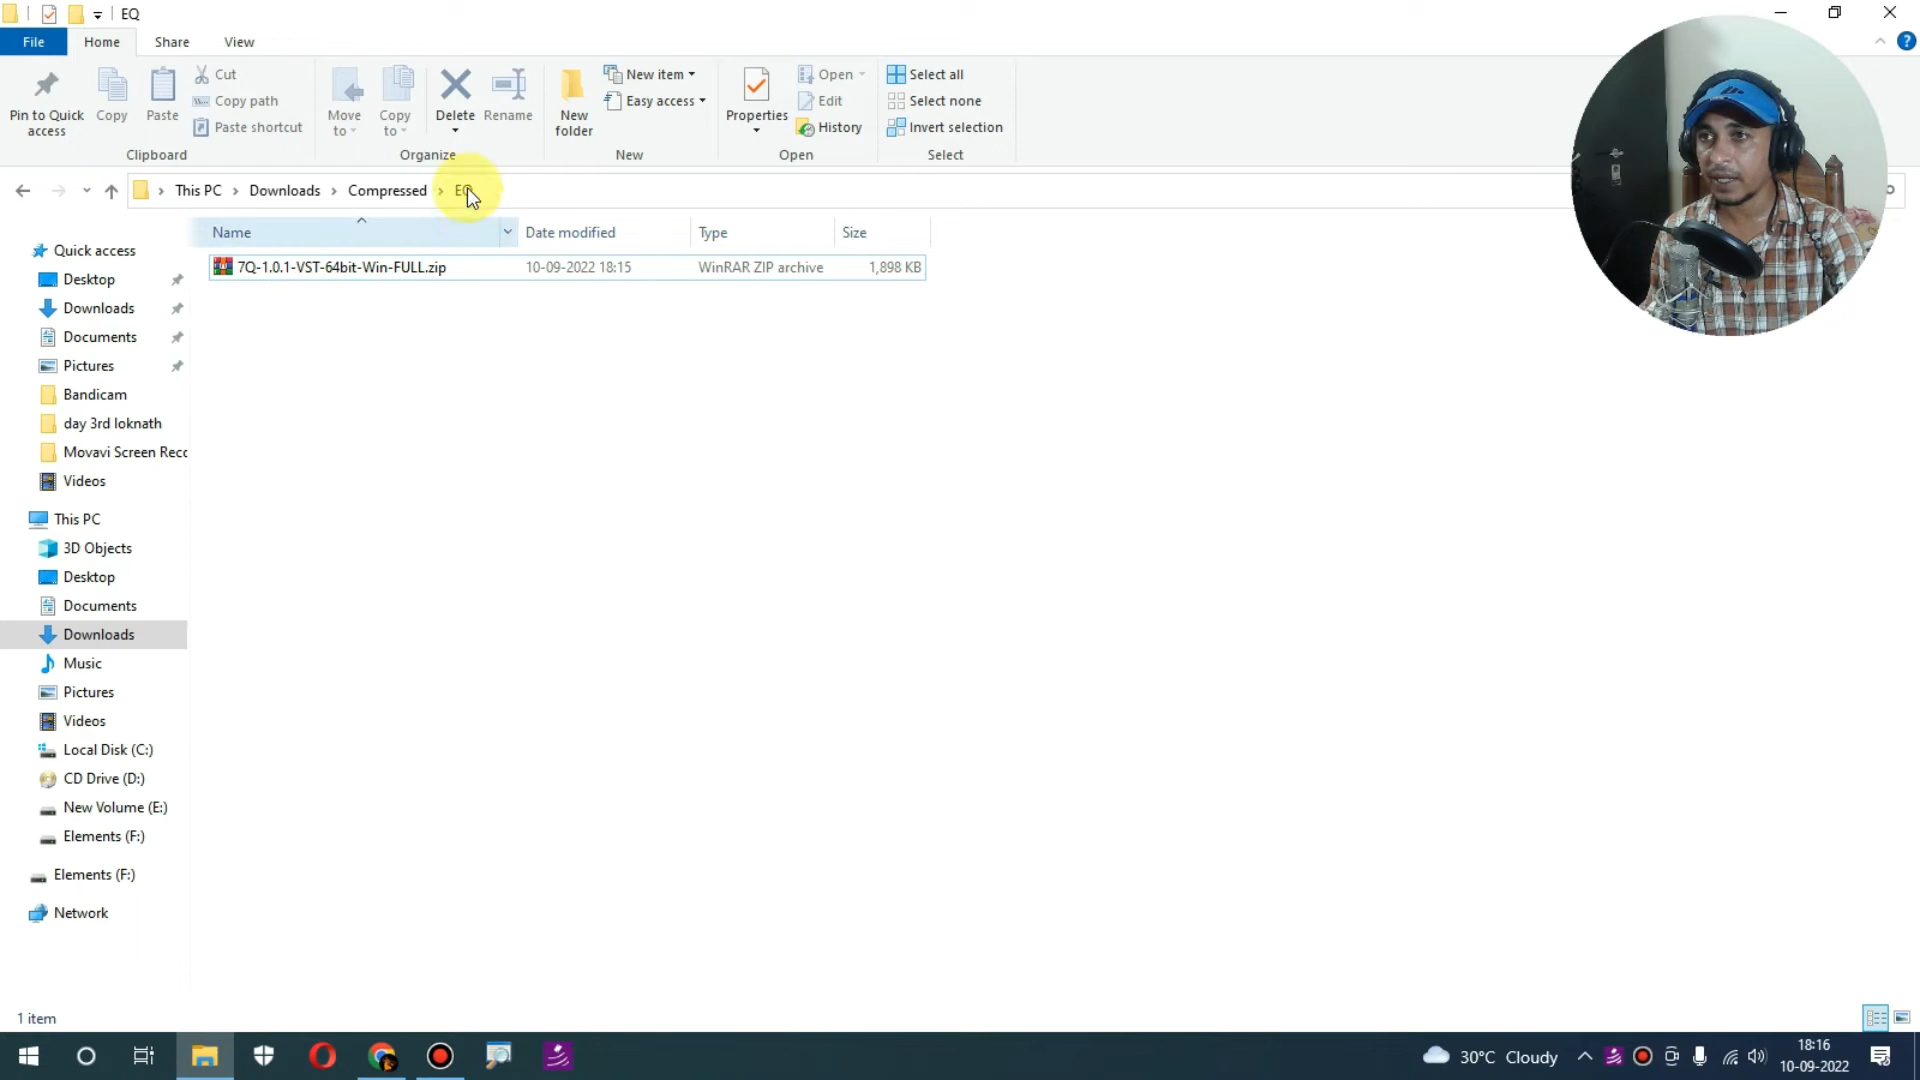 EQ
File Home Share View
Pin to Quick access
Copy
Paste
Cut
Copy path
Paste shortcut
Clipboard
Move to
Copy to
Delete
Rename
Organize
New folder
New item
Easy access
New
Properties
Open
Edit
History
Open
Select all
Select none
Invert selection
Select
This PC > Downloads > Compressed > EQ
Name Date modified Type Size
7Q-1.0.1-VST-64bit-Win-FULL.zip 10-09-2022 18:15 WinRAR ZIP archive 1,898 KB
Quick access
Desktop
Downloads
Documents
Pictures
Bandicam
day 3rd loknath
Movavi Screen Recc
Videos
This PC
3D Objects
Desktop
Documents
Downloads
Music
Pictures
Videos
Local Disk (C:)
CD Drive (D:)
New Volume (E:)
Elements (F:)
Elements (F:)
Network
1 item
30°C Cloudy
18:16
10-09-2022